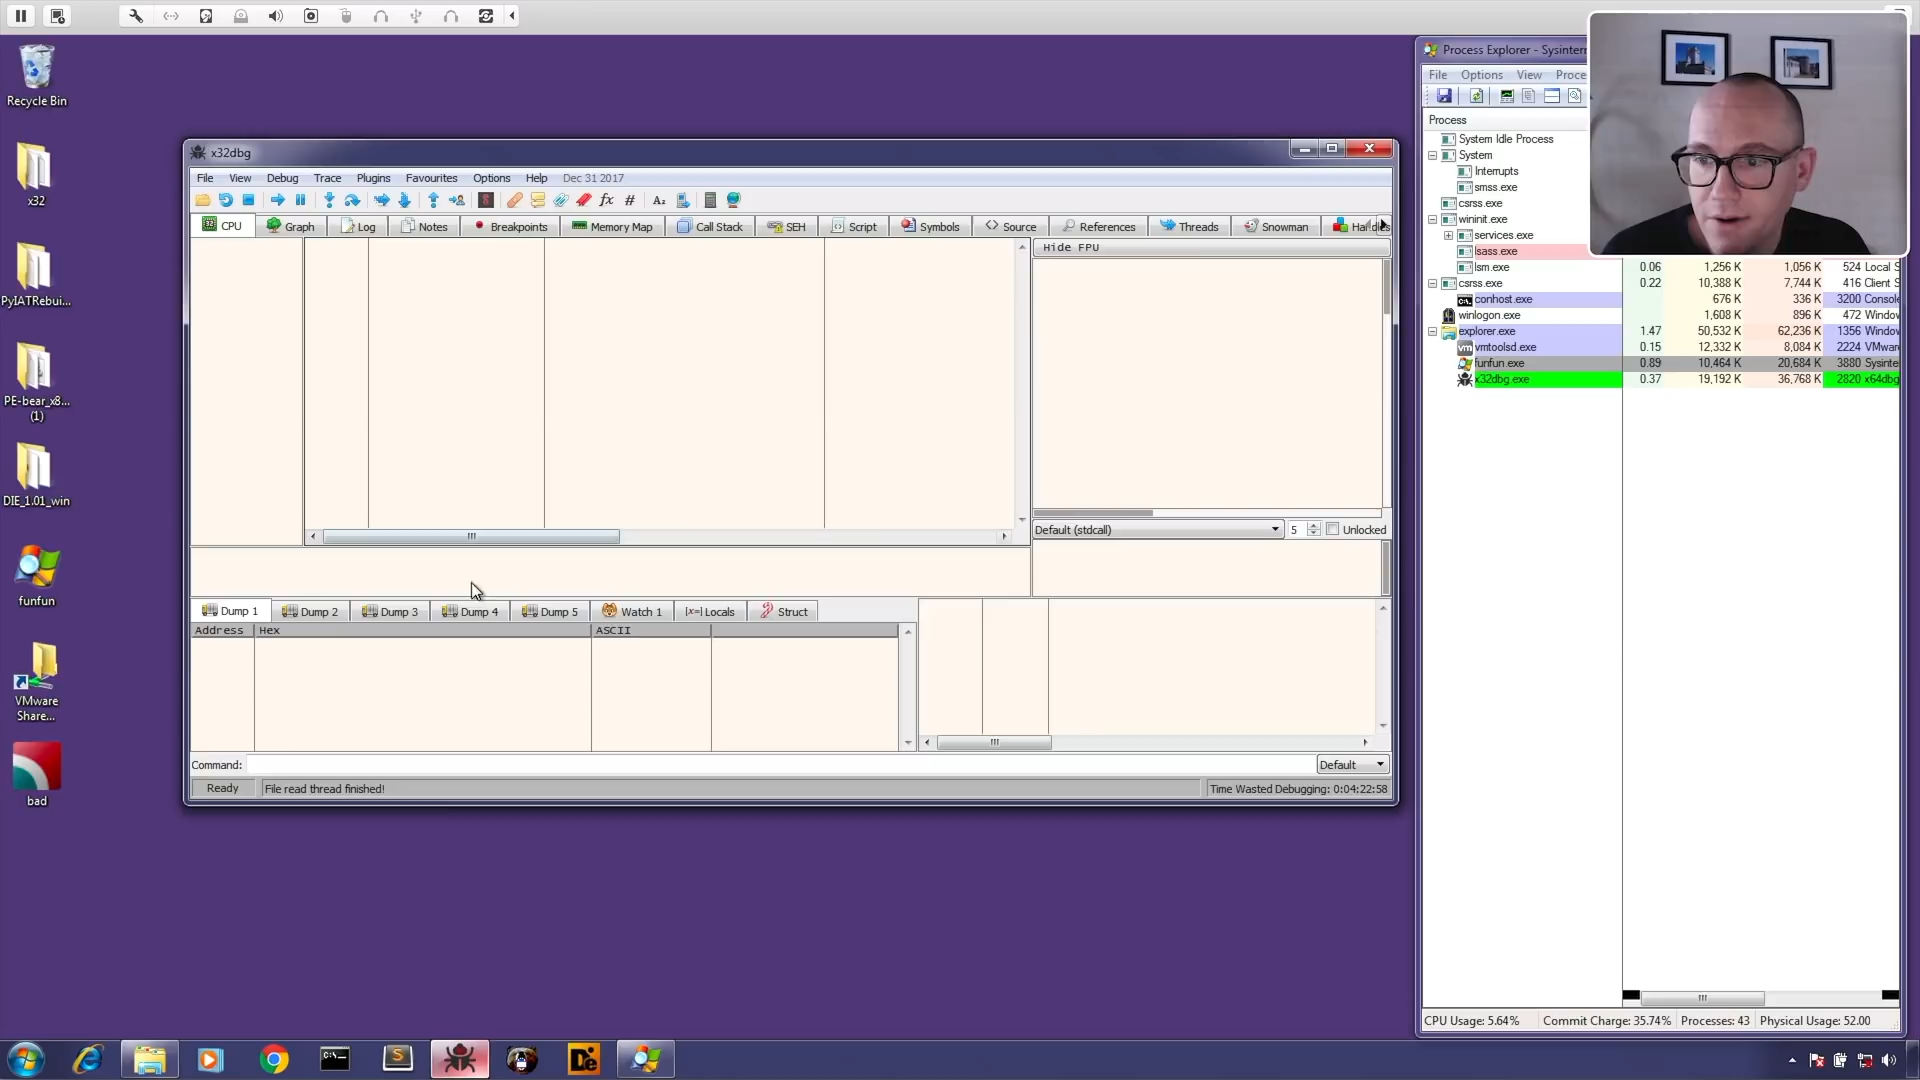 Recycle Bin
x32
PyIATRebui...
PE-bear_x8...
(1)
DIE_1.01_win
funfun
VMware
Share...
bad
x32dbg
File View Debug Trace Plugins Favourites Options Help Dec 31 2017
CPU Graph Log Notes Breakpoints Memory Map Call Stack SEH Script Symbols Source References Threads Snowman
Hide FPU
Default (stdcall) 5 Unlocked
Dump 1 Dump 2 Dump 3 Dump 4 Dump 5 Watch 1 [x=] Locals Struct
Address Hex ASCII
Command: Default
Ready File read thread finished! Time Wasted Debugging: 0:04:22:58
Process Explorer - Sysintern
File Options View Proce
Process
System Idle Process
System
Interrupts
smss.exe
csrss.exe
wininit.exe
services.exe
lsass.exe
lsm.exe 0.06 1,256 K 1,056 K 524 Local S
csrss.exe 0.22 10,388 K 7,744 K 416 Client S
conhost.exe 676 K 336 K 3200 Console
winlogon.exe 1,608 K 896 K 472 Window
explorer.exe 1.47 50,532 K 62,236 K 1356 Window
vmtoolsd.exe 0.15 12,332 K 8,084 K 2224 VMware
funfun.exe 0.89 10,464 K 20,684 K 3880 Sysinte
x32dbg.exe 0.37 19,192 K 36,768 K 2820 x64dbg
CPU Usage: 5.64% Commit Charge: 35.74% Processes: 43 Physical Usage: 52.00